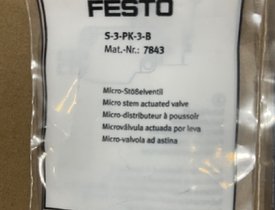 FESTO
S-3-PK-3-B
Mat.-Nr.: 7843
Micro-Stößelventil
Micro stem actuated valve
Micro-distributeur à poussoir
Microválvula actuada por leva
Micro-valvola ad astina